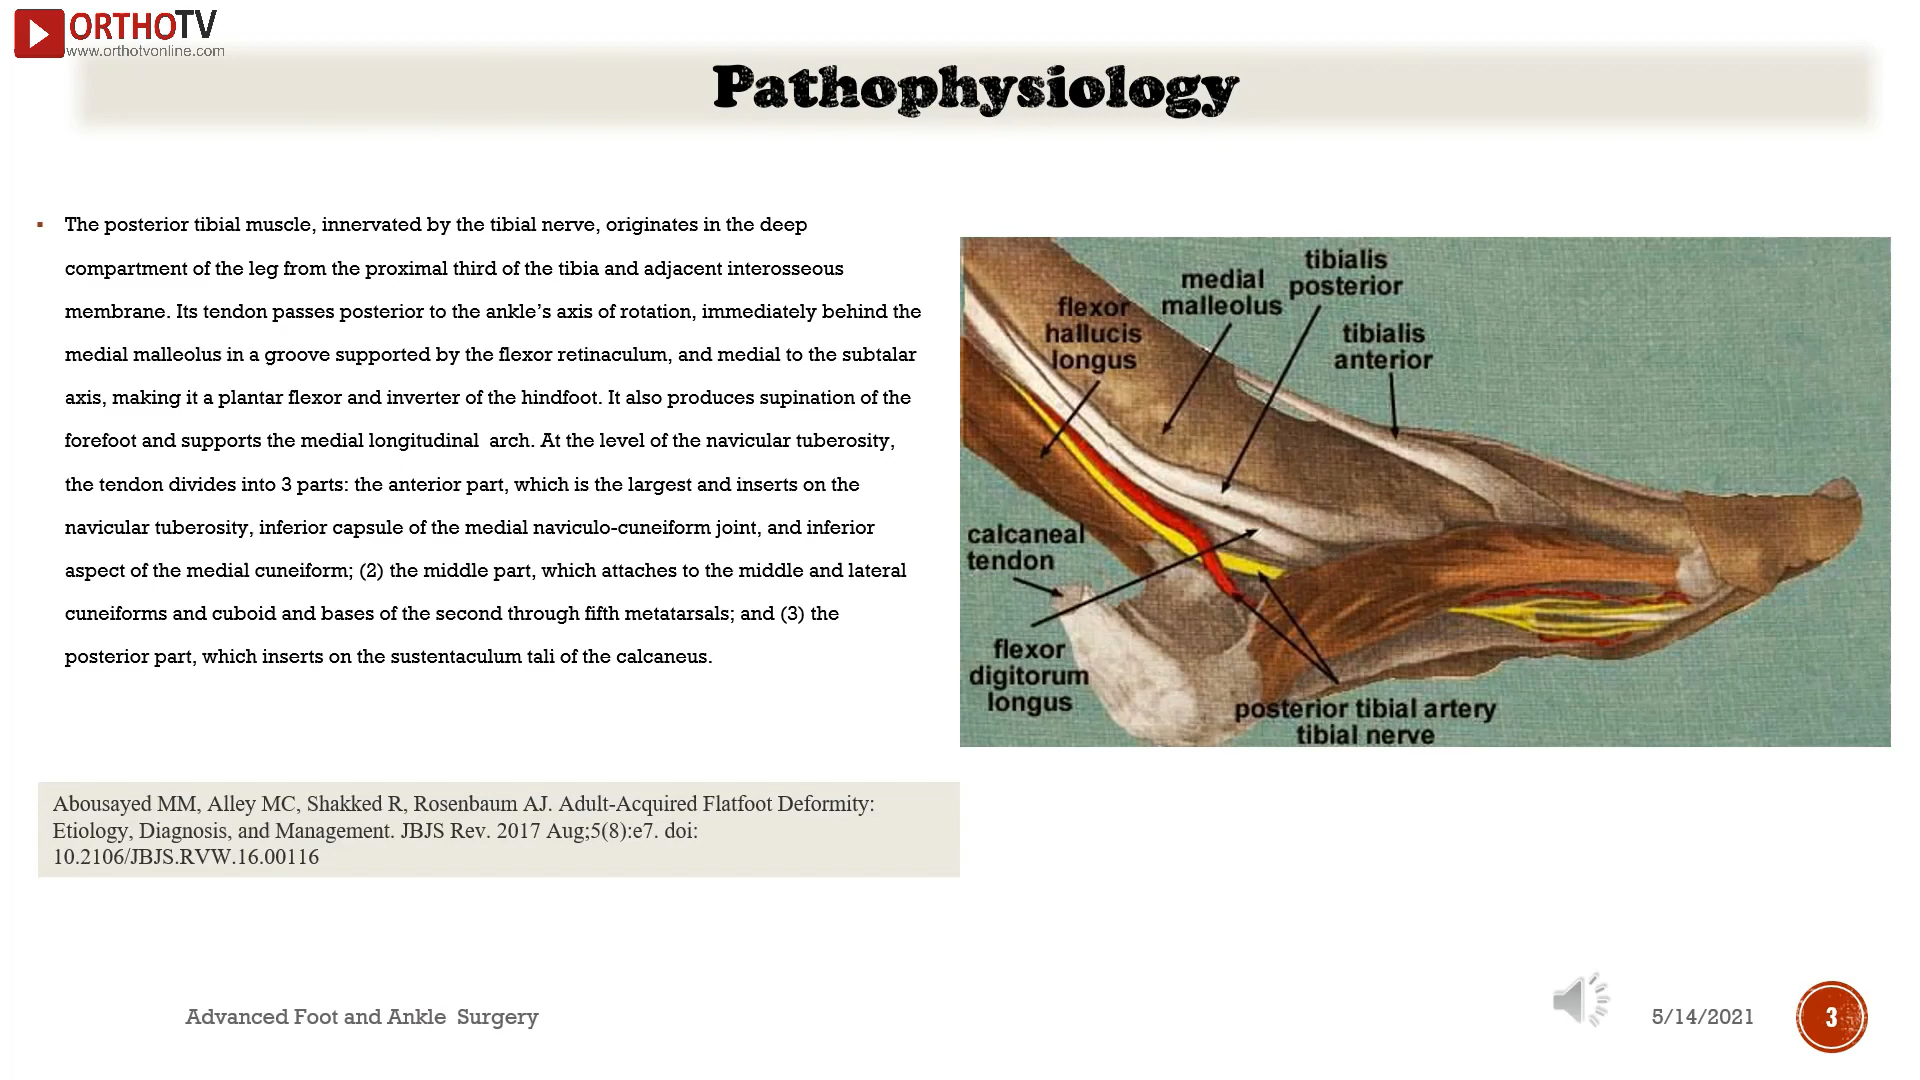 ORTHOTV
www.orthotvonline.com
Pathophysiology
▪ The posterior tibial muscle, innervated by the tibial nerve, originates in the deep
compartment of the leg from the proximal third of the tibia and adjacent interosseous
membrane. Its tendon passes posterior to the ankle’s axis of rotation, immediately behind the
medial malleolus in a groove supported by the flexor retinaculum, and medial to the subtalar
axis, making it a plantar flexor and inverter of the hindfoot. It also produces supination of the
forefoot and supports the medial longitudinal arch. At the level of the navicular tuberosity,
the tendon divides into 3 parts: the anterior part, which is the largest and inserts on the
navicular tuberosity, inferior capsule of the medial naviculo-cuneiform joint, and inferior
aspect of the medial cuneiform; (2) the middle part, which attaches to the middle and lateral
cuneiforms and cuboid and bases of the second through fifth metatarsals; and (3) the
posterior part, which inserts on the sustentaculum tali of the calcaneus.
tibialis
posterior
medial
malleolus
flexor
hallucis
longus
tibialis
anterior
calcaneal
tendon
flexor
digitorum
longus
posterior tibial artery
tibial nerve
Abousayed MM, Alley MC, Shakked R, Rosenbaum AJ. Adult-Acquired Flatfoot Deformity:
Etiology, Diagnosis, and Management. JBJS Rev. 2017 Aug;5(8):e7. doi:
10.2106/JBJS.RVW.16.00116
Advanced Foot and Ankle Surgery
5/14/2021
3